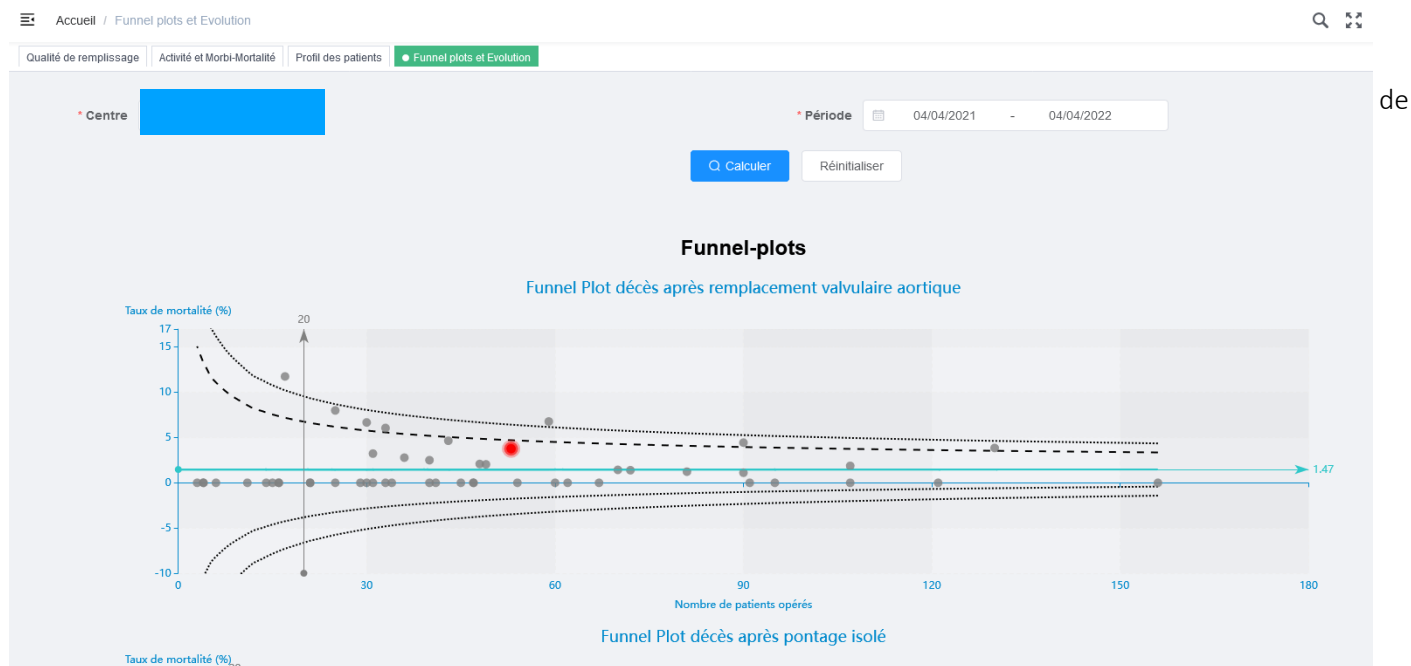 Accueil / Funnel plots et Evolution
Qualité de remplissage Activité et Morbi-Mortalité Profil des patients Funnel plots et Evolution
de
* Centre * Période 04/04/2021 - 04/04/2022
Calculer Réinitialiser
Funnel-plots
Funnel Plot décès après remplacement valvulaire aortique
Taux de mortalité (%)
20
17
15
10
5
1.47
0
-5
-10
0 30 60 90 120 150 180
Nombre de patients opérés
Funnel Plot décès après pontage isolé
Taux de mortalité (%)